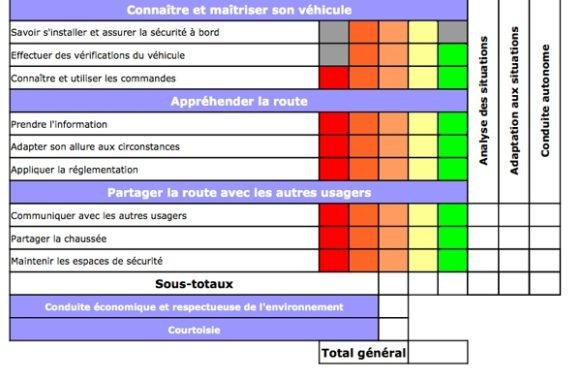 Connaître et maîtriser son véhicule
Savoir s'installer et assurer la sécurité à bord
Effectuer des vérifications du véhicule
Connaître et utiliser les commandes
Appréhender la route
Prendre l'information
Adapter son allure aux circonstances
Appliquer la réglementation
Partager la route avec les autres usagers
Communiquer avec les autres usagers
Partager la chaussée
Maintenir les espaces de sécurité
Analyse des situations
Adaptation aux situations
Conduite autonome
Sous-totaux
Conduite économique et respectueuse de l'environnement
Courtoisie
Total général